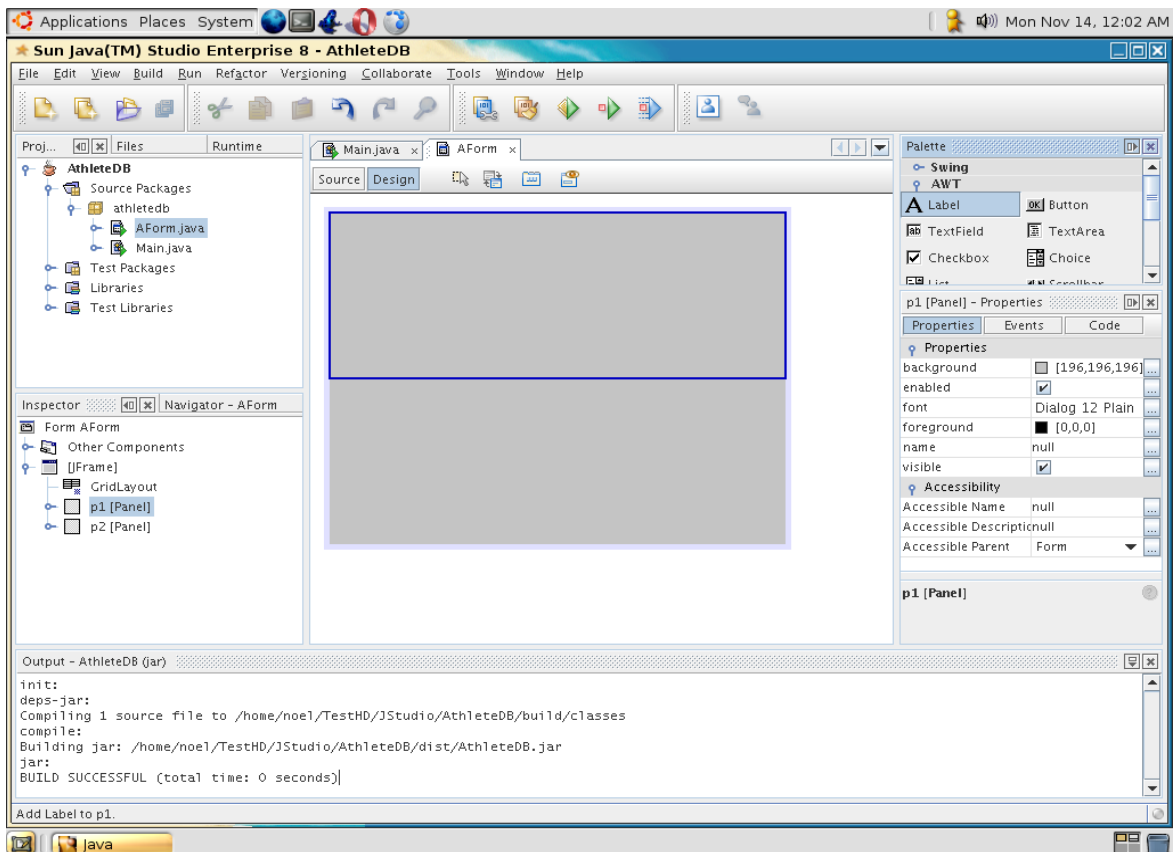 Applications Places System
Mon Nov 14, 12:02 AM
Sun Java(TM) Studio Enterprise 8 - AthleteDB
File Edit View Build Run Refactor Versioning Collaborate Tools Window Help
Proj... Files Runtime
AthleteDB
Source Packages
athletedb
AForm.java
Main.java
Test Packages
Libraries
Test Libraries
Inspector Navigator - AForm
Form AForm
Other Components
[JFrame]
GridLayout
p1 [Panel]
p2 [Panel]
Main.java x AForm x
Source Design
Palette
Swing
AWT
A Label OK Button
ab TextField TextArea
Checkbox Choice
List Scrollbar
p1 [Panel] - Properties
Properties Events Code
Properties
background [196,196,196] ...
enabled ...
font Dialog 12 Plain ...
foreground [0,0,0] ...
name null ...
visible ...
Accessibility
Accessible Name null ...
Accessible Descriptic null ...
Accessible Parent Form ...
p1 [Panel]
Output - AthleteDB (jar)
init:
deps-jar:
Compiling 1 source file to /home/noel/TestHD/JStudio/AthleteDB/build/classes
compile:
Building jar: /home/noel/TestHD/JStudio/AthleteDB/dist/AthleteDB.jar
jar:
BUILD SUCCESSFUL (total time: 0 seconds)
Add Label to p1.
Java